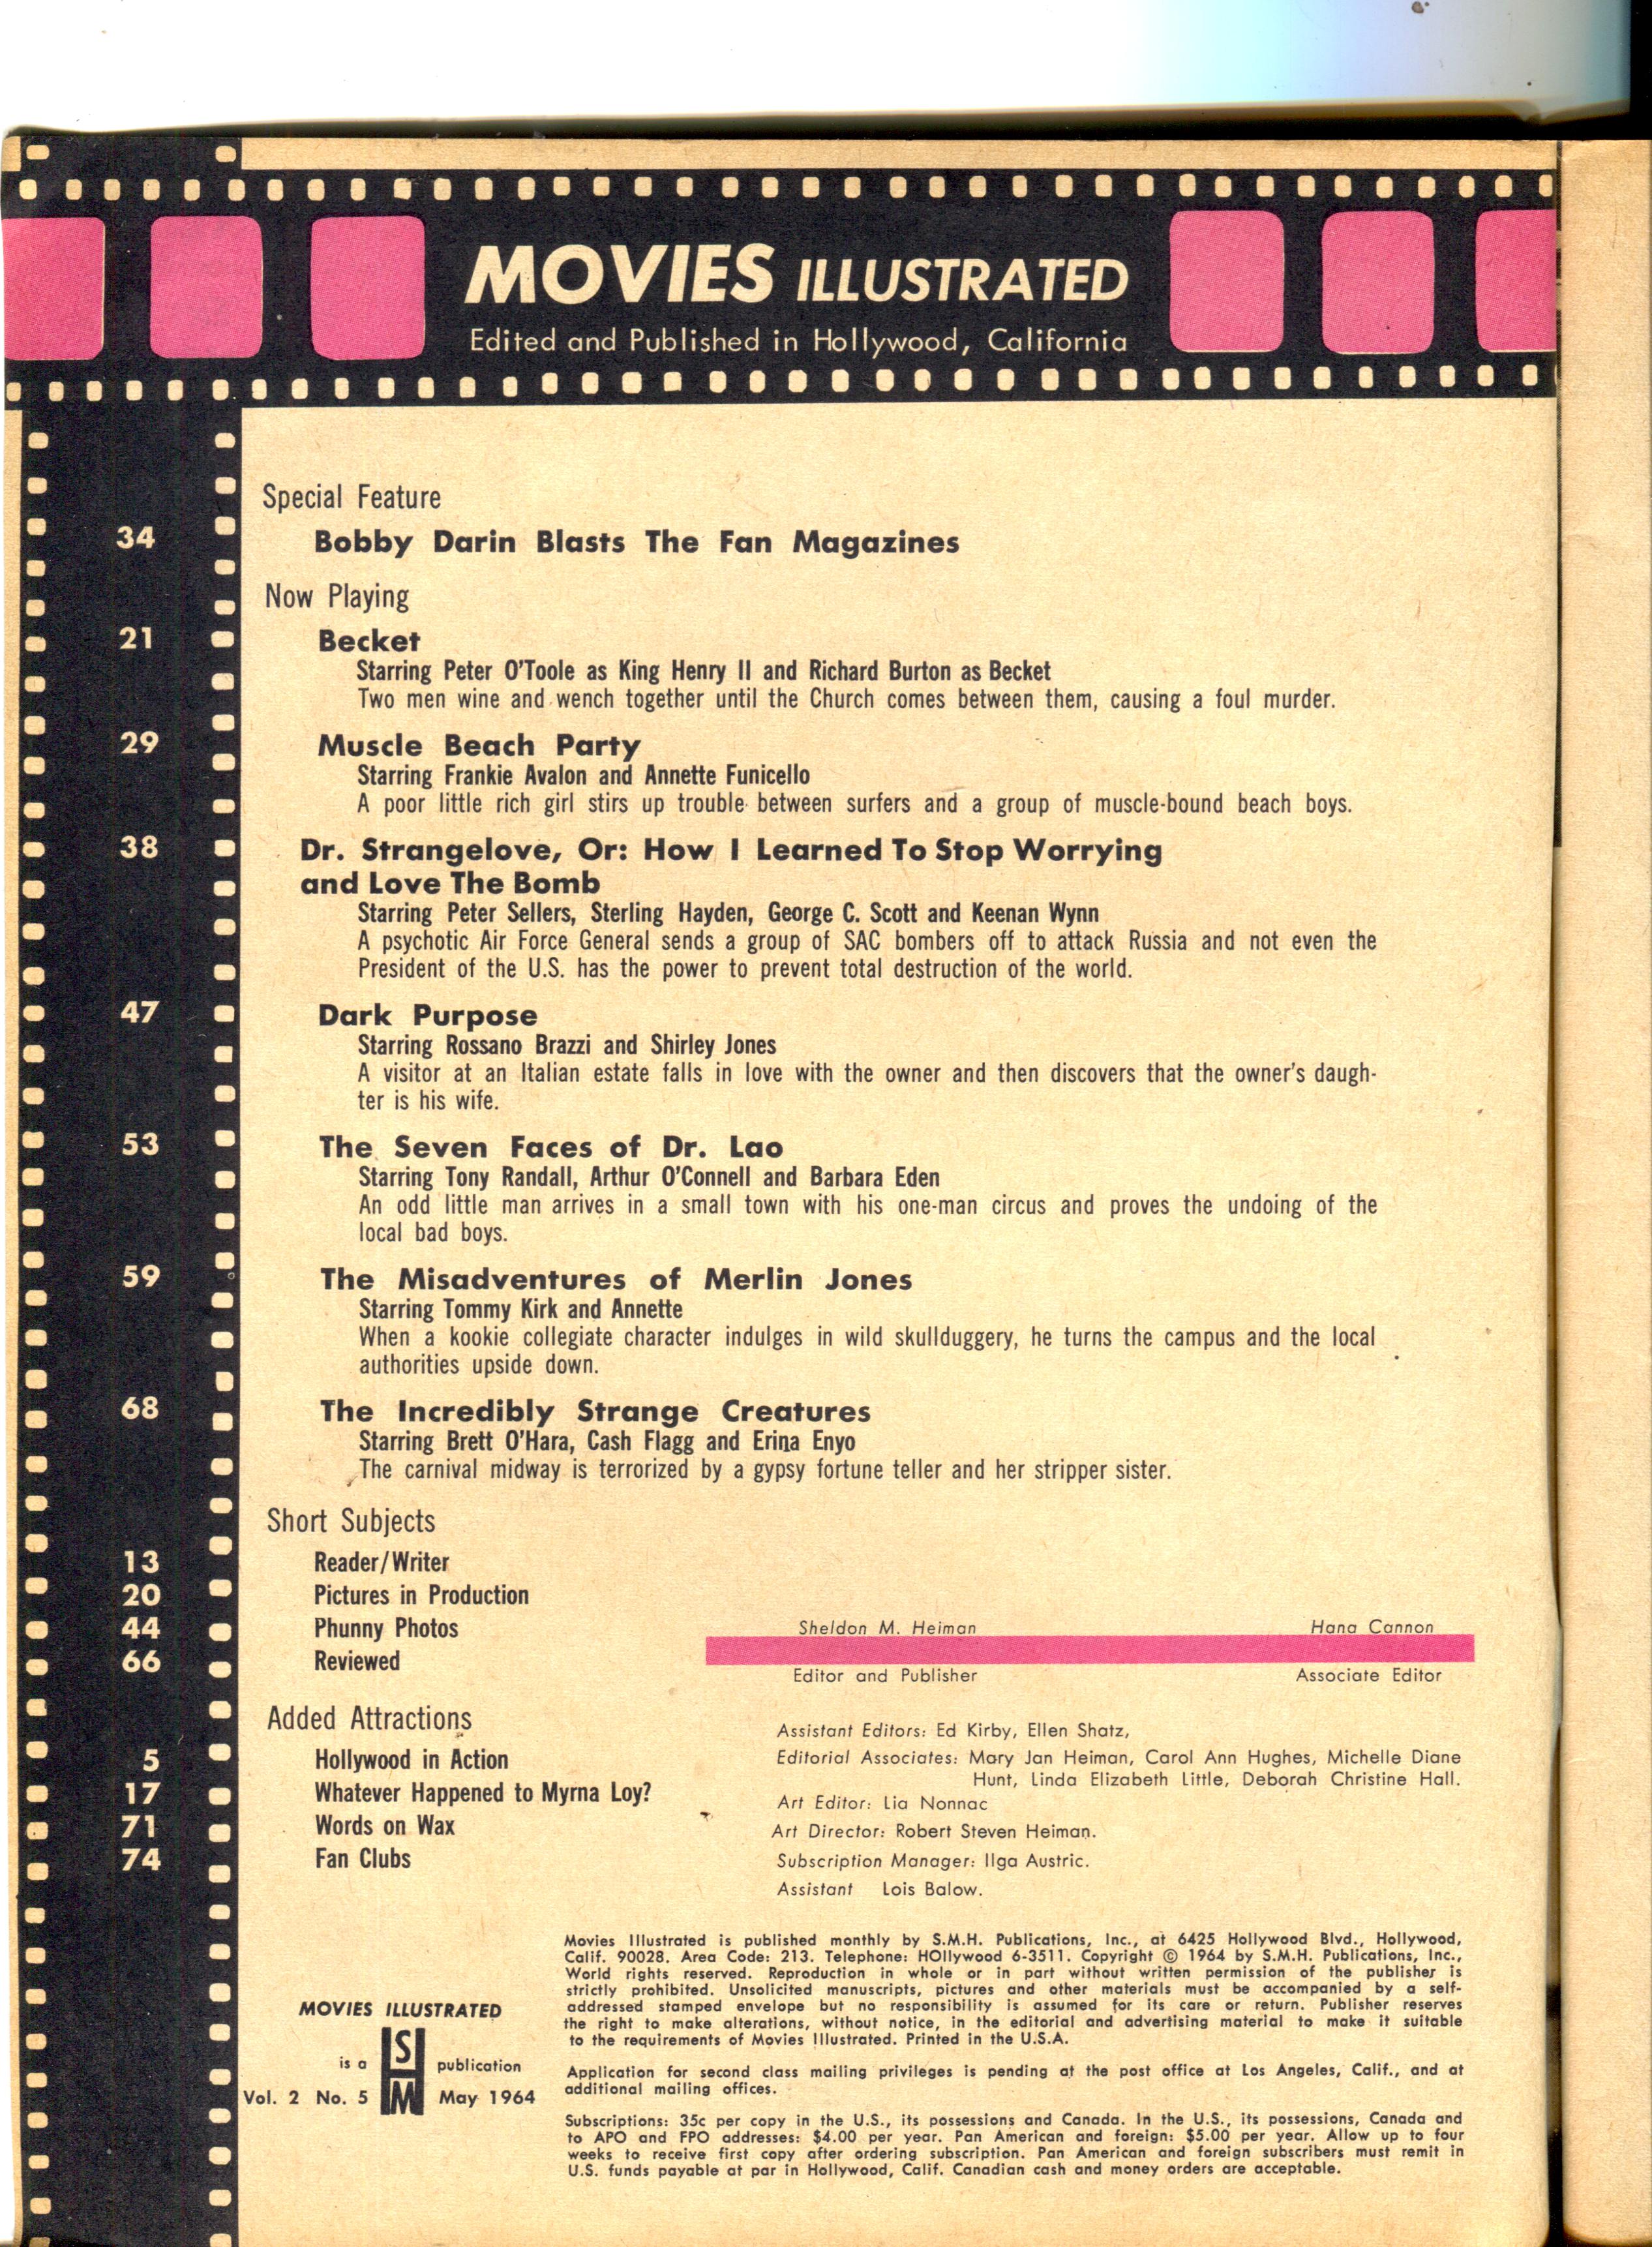 MOVIES ILLUSTRATED
Edited and Published in Hollywood, California
Special Feature
34 Bobby Darin Blasts The Fan Magazines
Now Playing
21 Becket
Starring Peter O'Toole as King Henry II and Richard Burton as Becket
Two men wine and wench together until the Church comes between them, causing a foul murder.
29 Muscle Beach Party
Starring Frankie Avalon and Annette Funicello
A poor little rich girl stirs up trouble between surfers and a group of muscle-bound beach boys.
38 Dr. Strangelove, Or: How I Learned To Stop Worrying
and Love The Bomb
Starring Peter Sellers, Sterling Hayden, George C. Scott and Keenan Wynn
A psychotic Air Force General sends a group of SAC bombers off to attack Russia and not even the
President of the U.S. has the power to prevent total destruction of the world.
47 Dark Purpose
Starring Rossano Brazzi and Shirley Jones
A visitor at an Italian estate falls in love with the owner and then discovers that the owner's daugh-
ter is his wife.
53 The Seven Faces of Dr. Lao
Starring Tony Randall, Arthur O'Connell and Barbara Eden
An odd little man arrives in a small town with his one-man circus and proves the undoing of the
local bad boys.
59 The Misadventures of Merlin Jones
Starring Tommy Kirk and Annette
When a kookie collegiate character indulges in wild skullduggery, he turns the campus and the local
authorities upside down.
68 The Incredibly Strange Creatures
Starring Brett O'Hara, Cash Flagg and Erina Enyo
The carnival midway is terrorized by a gypsy fortune teller and her stripper sister.
Short Subjects
13 Reader/Writer
20 Pictures in Production
44 Phunny Photos
66 Reviewed
Added Attractions
5 Hollywood in Action
17 Whatever Happened to Myrna Loy?
71 Words on Wax
74 Fan Clubs
Sheldon M. Heiman Hana Cannon
Editor and Publisher Associate Editor
Assistant Editors: Ed Kirby, Ellen Shatz,
Editorial Associates: Mary Jan Heiman, Carol Ann Hughes, Michelle Diane
Hunt, Linda Elizabeth Little, Deborah Christine Hall.
Art Editor: Lia Nonnac
Art Director: Robert Steven Heiman.
Subscription Manager: Ilga Austric.
Assistant Lois Balow.
MOVIES ILLUSTRATED
is a SHM publication
Vol. 2 No. 5 May 1964
Movies Illustrated is published monthly by S.M.H. Publications, Inc., at 6425 Hollywood Blvd., Hollywood,
Calif. 90028. Area Code: 213. Telephone: HOllywood 6-3511. Copyright © 1964 by S.M.H. Publications, Inc.,
World rights reserved. Reproduction in whole or in part without written permission of the publisher is
strictly prohibited. Unsolicited manuscripts, pictures and other materials must be accompanied by a self-
addressed stamped envelope but no responsibility is assumed for its care or return. Publisher reserves
the right to make alterations, without notice, in the editorial and advertising material to make it suitable
to the requirements of Movies Illustrated. Printed in the U.S.A.
Application for second class mailing privileges is pending at the post office at Los Angeles, Calif., and at
additional mailing offices.
Subscriptions: 35c per copy in the U.S., its possessions and Canada. In the U.S., its possessions, Canada and
to APO and FPO addresses: $4.00 per year. Pan American and foreign: $5.00 per year. Allow up to four
weeks to receive first copy after ordering subscription. Pan American and foreign subscribers must remit in
U.S. funds payable at par in Hollywood, Calif. Canadian cash and money orders are acceptable.